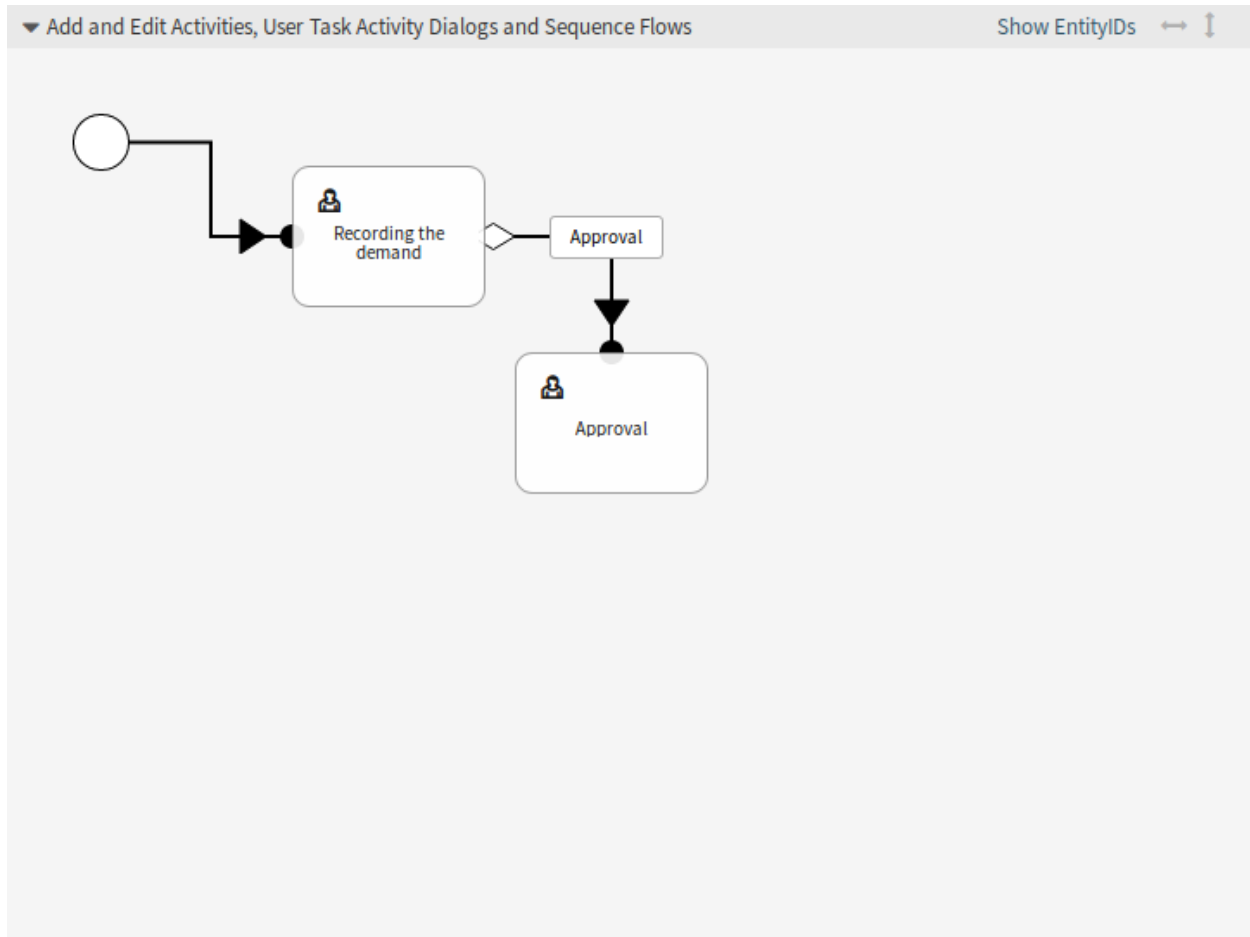 Add and Edit Activities, User Task Activity Dialogs and Sequence Flows
Show EntityIDs
Recording the
demand
Approval
Approval